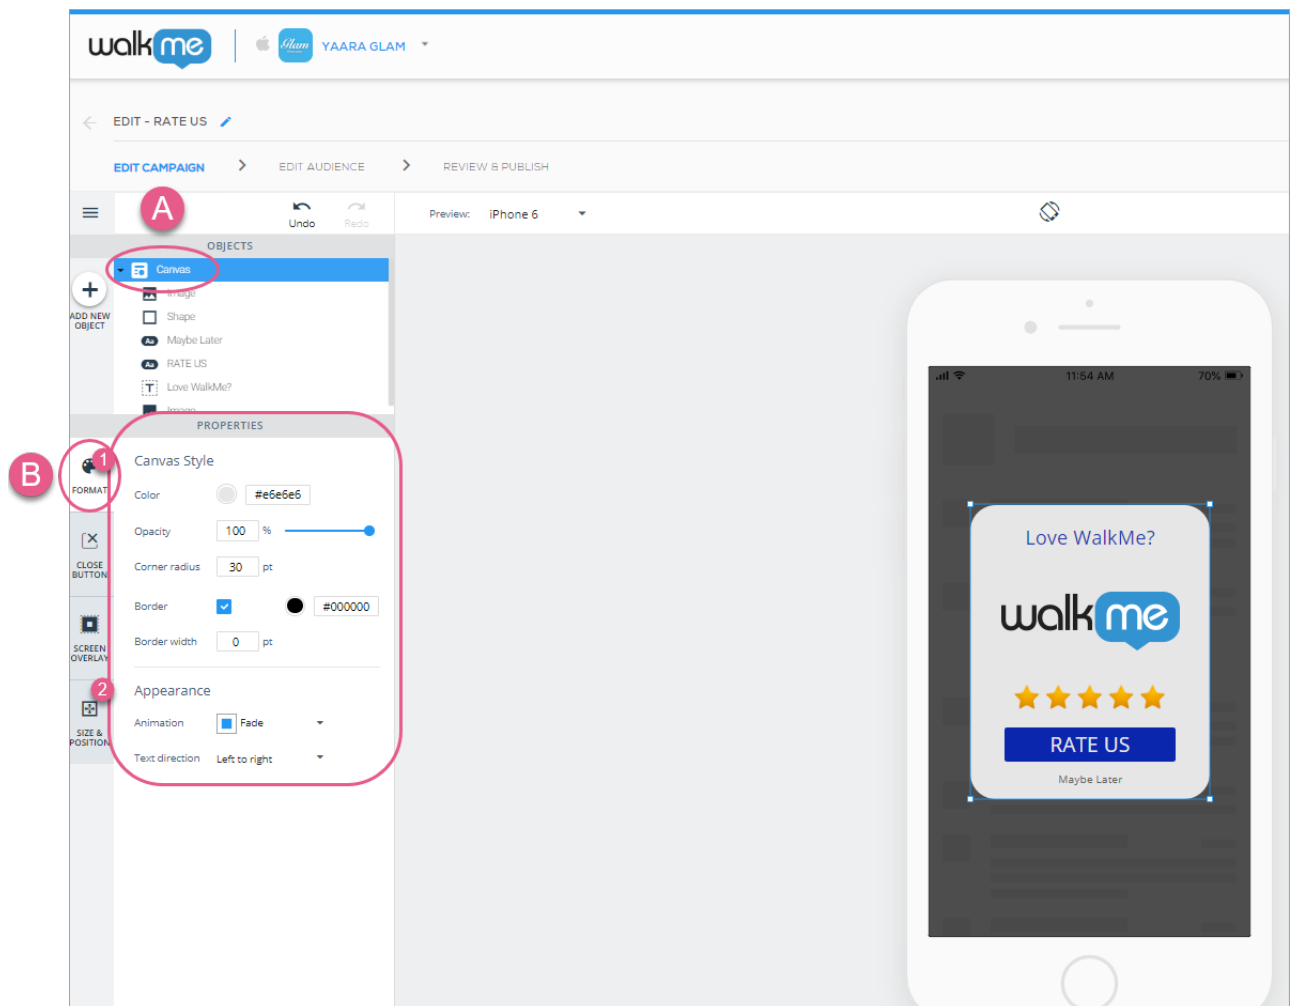 walkme Glam YAARA GLAM
EDIT - RATE US
EDIT CAMPAIGN > EDIT AUDIENCE > REVIEW & PUBLISH
A
Undo Redo Preview: iPhone 6
OBJECTS
Canvas
Image
Shape
Maybe Later
RATE US
Love WalkMe?
Image
ADD NEW
OBJECT
PROPERTIES
B
1
FORMAT
CLOSE
BUTTON
SCREEN
OVERLAY
2
SIZE &
POSITION
Canvas Style
Color #e6e6e6
Opacity 100 %
Corner radius 30 pt
Border #000000
Border width 0 pt
Appearance
Animation Fade
Text direction Left to right
11:54 AM 70%
Love WalkMe?
walkme
RATE US
Maybe Later